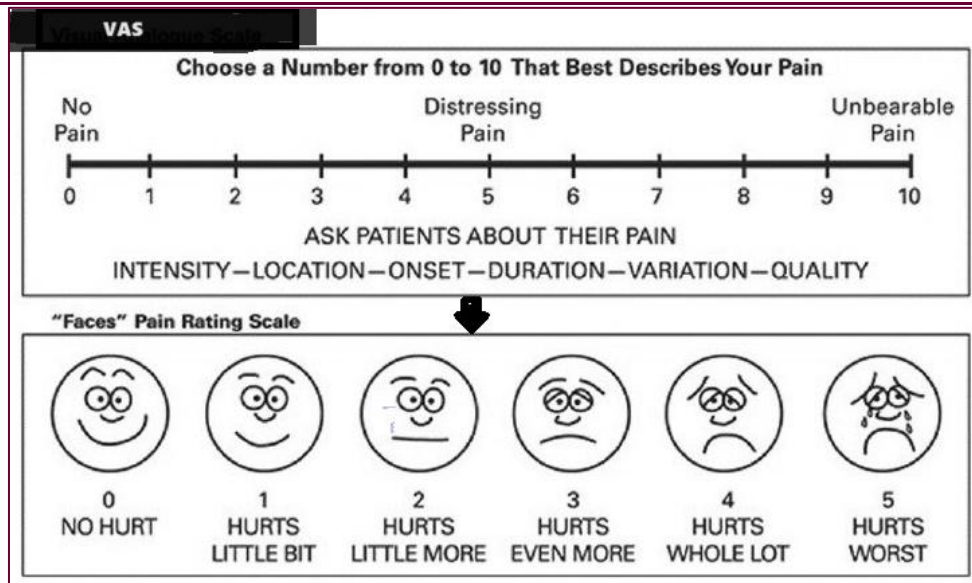 VAS
Visual Analogue Scale
Choose a Number from 0 to 10 That Best Describes Your Pain
No Pain
Distressing Pain
Unbearable Pain
0 1 2 3 4 5 6 7 8 9 10
ASK PATIENTS ABOUT THEIR PAIN
INTENSITY—LOCATION—ONSET—DURATION—VARIATION—QUALITY
"Faces" Pain Rating Scale
0
NO HURT
1
HURTS
LITTLE BIT
2
HURTS
LITTLE MORE
3
HURTS
EVEN MORE
4
HURTS
WHOLE LOT
5
HURTS
WORST